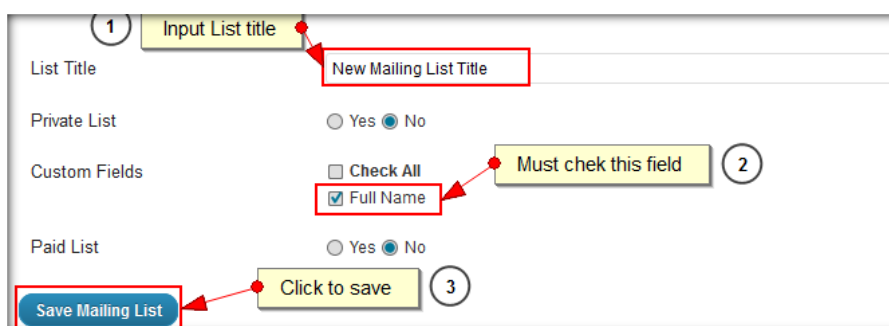 1 Input List title
List Title New Mailing List Title
Private List Yes No
Custom Fields Check All Must chek this field 2
Full Name
Paid List Yes No
Click to save 3
Save Mailing List